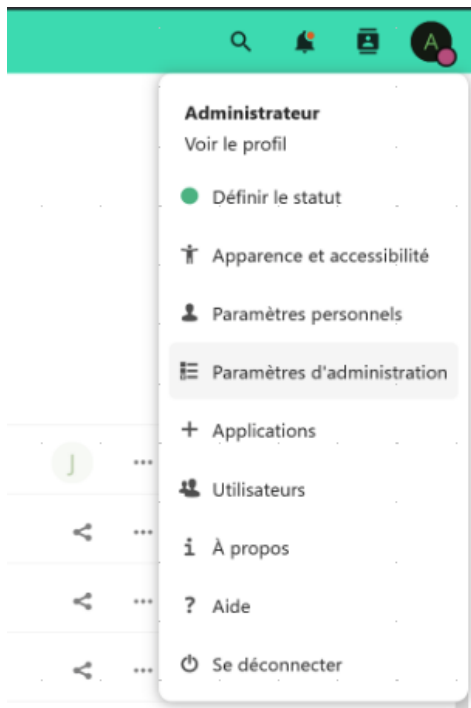 A
Administrateur
Voir le profil
Définir le statut
Apparence et accessibilité
Paramètres personnels
Paramètres d'administration
Applications
J
Utilisateurs
À propos
? Aide
Se déconnecter